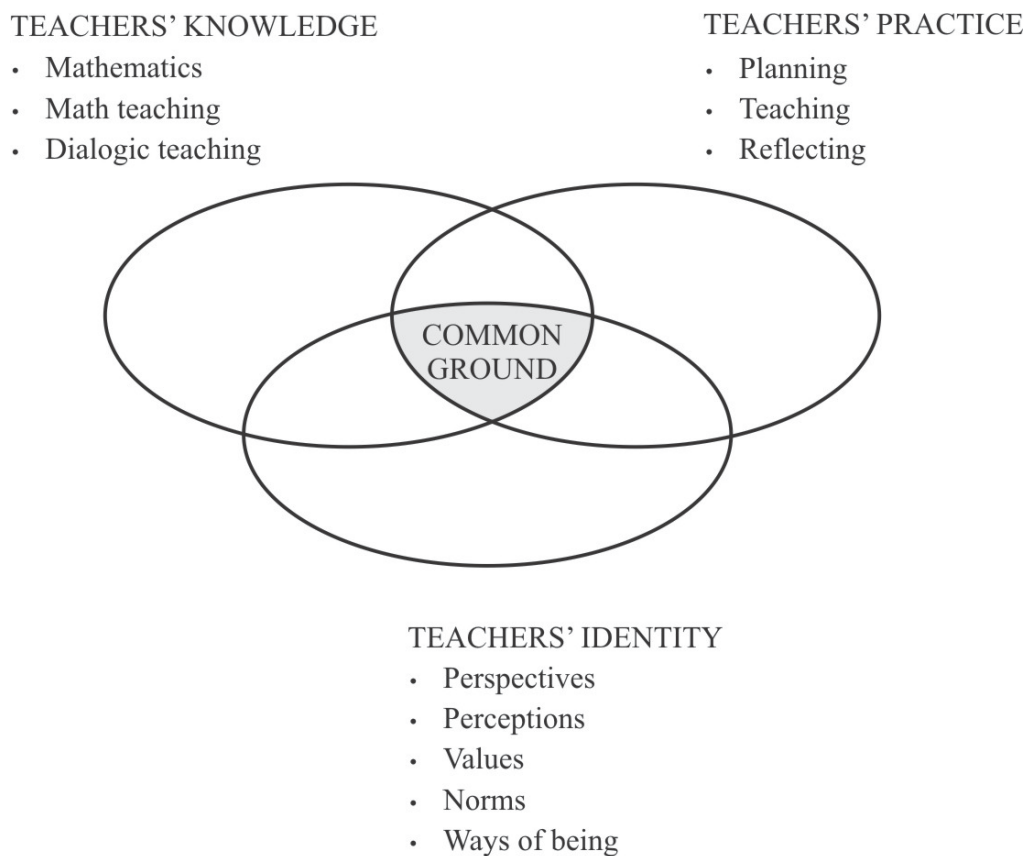 TEACHERS’ KNOWLEDGE
• Mathematics
• Math teaching
• Dialogic teaching
TEACHERS’ PRACTICE
• Planning
• Teaching
• Reflecting
COMMON
GROUND
TEACHERS’ IDENTITY
• Perspectives
• Perceptions
• Values
• Norms
• Ways of being